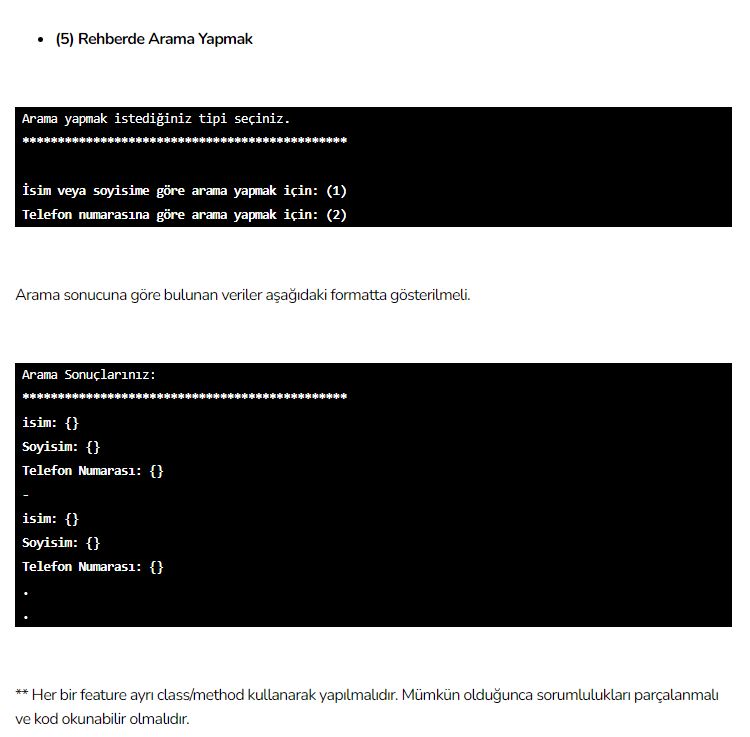 • (5) Rehberde Arama Yapmak
Arama yapmak istediğiniz tipi seçiniz.
**********************************************
İsim veya soyisime göre arama yapmak için: (1)
Telefon numarasına göre arama yapmak için: (2)
Arama sonucuna göre bulunan veriler aşağıdaki formatta gösterilmeli.
Arama Sonuçlarınız:
**********************************************
isim: {}
Soyisim: {}
Telefon Numarası: {}
-
isim: {}
Soyisim: {}
Telefon Numarası: {}
.
.
** Her bir feature ayrı class/method kullanarak yapılmalıdır. Mümkün olduğunca sorumlulukları parçalanmalı
ve kod okunabilir olmalıdır.